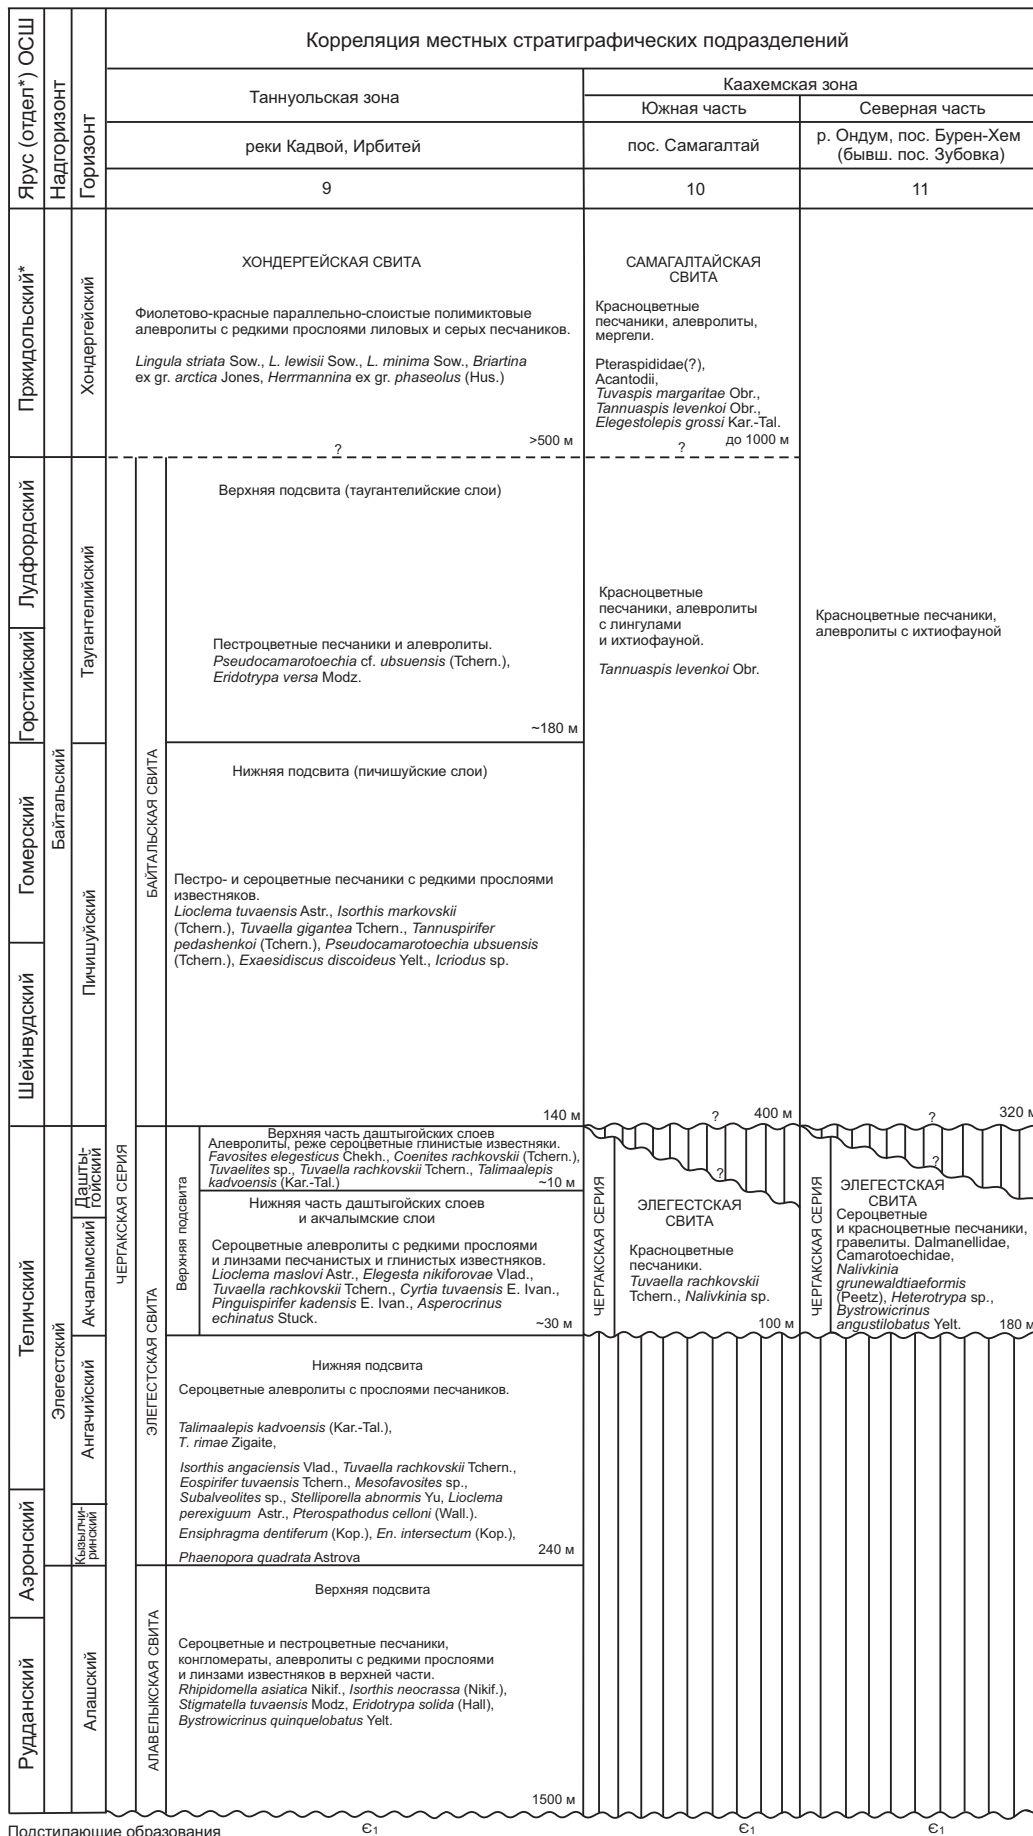 Корреляция местных стратиграфических подразделений
Ярус (отдел*) ОСШ
Надгоризонт
Горизонт
Таннуольская зона
Каахемская зона
Южная часть
Северная часть
реки Кадвой, Ирбитей
пос. Самагалтай
р. Ондум, пос. Бурен-Хем
(бывш. пос. Зубовка)
9
10
11
Пржидольский*
Хондергейский
ХОНДЕРГЕЙСКАЯ СВИТА
Фиолетово-красные параллельно-слоистые полимиктовые
алевролиты с редкими прослоями лиловых и серых песчаников.
Lingula striata Sow., L. lewisii Sow., L. minima Sow., Briartina
ex gr. arctica Jones, Herrmannina ex gr. phaseolus (Hus.)
>500 м
?
САМАГАЛТАЙСКАЯ
СВИТА
Красноцветные
песчаники, алевролиты,
мергели.
Pteraspididae(?),
Acantodii,
Tuvaspis margaritae Obr.,
Tannuaspis levenkoi Obr.,
Elegestolepis grossi Kar.-Tal.
до 1000 м
?
Лудфордский
Горстийский
Гомерский
Шейнвудский
Байтальский
Таугантелийский
Пичишуйский
ЧЕРГАКСКАЯ СЕРИЯ
БАЙТАЛЬСКАЯ СВИТА
Верхняя подсвита (таугантелийские слои)
Пестроцветные песчаники и алевролиты.
Pseudocamarotoechia cf. ubsuensis (Tchern.),
Eridotrypa versa Modz.
~180 м
Нижняя подсвита (пичишуйские слои)
Пестро- и сероцветные песчаники с редкими прослоями
известняков.
Lioclema tuvaensis Astr., Isorthis markovskii
(Tchern.), Tuvaella gigantea Tchern., Tannuspirifer
pedashenkoi (Tchern.), Pseudocamarotoechia ubsuensis
(Tchern.), Exaesidiscus discoideus Yelt., Icriodus sp.
140 м
Красноцветные
песчаники, алевролиты
с лингулами
и ихтиофауной.
Tannuaspis levenkoi Obr.
?
400 м
Красноцветные песчаники,
алевролиты с ихтиофауной
?
320 м
Теличский
Аэронский
Рудданский
Элегестский
Дашты-
гойский
Акчалымский
Ангачийский
Кызылчи-
ринский
Алашский
ЭЛЕГЕСТСКАЯ СВИТА
Верхняя подсвита
Верхняя часть даштыгойских слоев
Алевролиты, реже сероцветные глинистые известняки.
Favosites elegesticus Chekh., Coenites rachkovskii (Tchern.),
Tuvaelites sp., Tuvaella rachkovskii Tchern., Talimaalepis
kadvoensis (Kar.-Tal.)
~10 м
Нижняя часть даштыгойских слоев
и акчалымские слои
Сероцветные алевролиты с редкими прослоями
и линзами песчанистых и глинистых известняков.
Lioclema maslovi Astr., Elegesta nikiforovae Vlad.,
Tuvaella rachkovskii Tchern., Cyrtia tuvaensis E. Ivan.,
Pinguispirifer kadensis E. Ivan., Asperocrinus
echinatus Stuck.
~30 м
Нижняя подсвита
Сероцветные алевролиты с прослоями песчаников.
Talimaalepis kadvoensis (Kar.-Tal.),
T. rimae Zigaite,
Isorthis angaciensis Vlad., Tuvaella rachkovskii Tchern.,
Eospirifer tuvaensis Tchern., Mesofavosites sp.,
Subalveolites sp., Stelliporella abnormis Yu, Lioclema
perexiguum Astr., Pterospathodus celloni (Wall.).
Ensiphragma dentiferum (Kop.), En. intersectum (Kop.),
Phaenopora quadrata Astrova
240 м
АЛАВЕЛЫКСКАЯ СВИТА
Верхняя подсвита
Сероцветные и пестроцветные песчаники,
конгломераты, алевролиты с редкими прослоями
и линзами известняков в верхней части.
Rhipidomella asiatica Nikif., Isorthis neocrassa (Nikif.),
Stigmatella tuvaensis Modz, Eridotrypa solida (Hall),
Bystrowicrinus quinquelobatus Yelt.
1500 м
ЧЕРГАКСКАЯ СЕРИЯ
?
ЭЛЕГЕСТСКАЯ
СВИТА
Красноцветные
песчаники.
Tuvaella rachkovskii
Tchern., Nalivkinia sp.
100 м
ЧЕРГАКСКАЯ СЕРИЯ
?
ЭЛЕГЕСТСКАЯ
СВИТА
Сероцветные
и красноцветные песчаники,
гравелиты. Dalmanellidae,
Camarotoechidae,
Nalivkinia
grunewaldtiaeformis
(Peetz), Heterotrypa sp.,
Bystrowicrinus
angustilobatus Yelt.
180 м
Подстилающие образования
Є₁
Є₁
Є₁